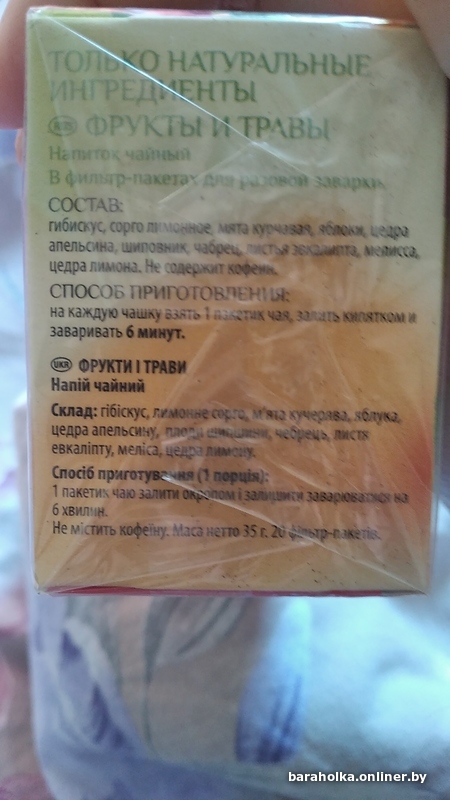 ТОЛЬКО НАТУРАЛЬНЫЕ
ИНГРЕДИЕНТЫ
RUS ФРУКТЫ И ТРАВЫ
Напиток чайный
В фильтр-пакетах для разовой заварки.
СОСТАВ:
гибискус, сорго лимонное, мята курчавая, яблоки, цедра
апельсина, шиповник, чабрец, листья эвкалипта, мелисса,
цедра лимона. Не содержит кофеин.
СПОСОБ ПРИГОТОВЛЕНИЯ:
на каждую чашку взять 1 пакетик чая, залить кипятком и
заваривать 6 минут.
UKR ФРУКТИ І ТРАВИ
Напій чайний
Склад: гібіскус, лимонне сорго, м'ята кучерява, яблука,
цедра апельсину, плоди шипшини, чебрець, листя
евкаліпту, меліса, цедра лимону.
Спосіб приготування (1 порція):
1 пакетик чаю залити окропом і залишити заварюватися на
6 хвилин.
Не містить кофеїну. Маса нетто 35 г. 20 фільтр-пакетів.
baraholka.onliner.by